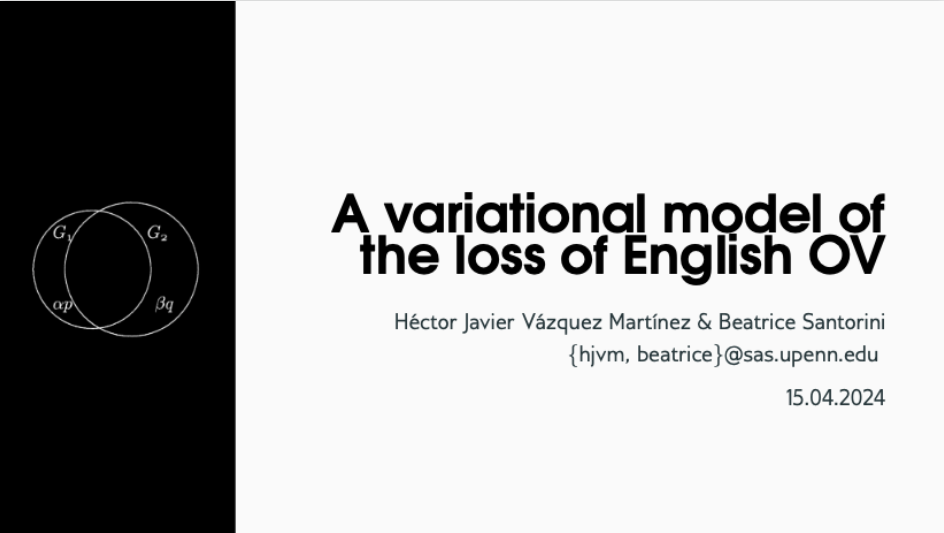 G₁ G₂
αp βq
A variational model of
the loss of English OV
Héctor Javier Vázquez Martínez & Beatrice Santorini
{hjvm, beatrice}@sas.upenn.edu
15.04.2024